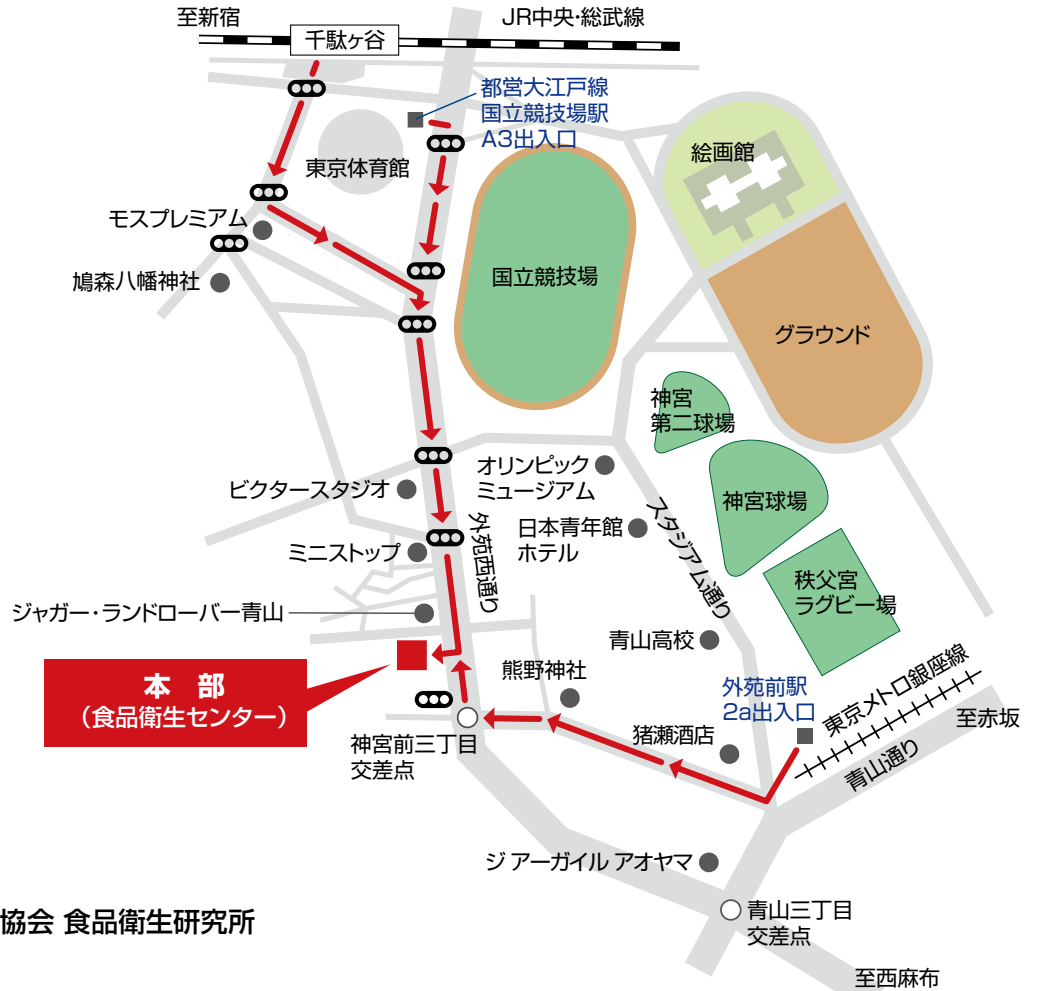 至新宿
JR中央・総武線
千駄ヶ谷
都営大江戸線
国立競技場駅
A3出入口
絵画館
東京体育館
モスプレミアム
鳩森八幡神社
国立競技場
グラウンド
神宮
第二球場
ビクタースタジオ
オリンピック
ミュージアム
神宮球場
外苑西通り
日本青年館
ホテル
スタジアム通り
ミニストップ
秩父宮
ラグビー場
ジャガー・ランドローバー青山
青山高校
本 部
（食品衛生センター）
熊野神社
外苑前駅
2a出入口
東京メトロ銀座線
至赤坂
神宮前三丁目
交差点
猪瀬酒店
青山通り
ジ アーガイル アオヤマ
協会 食品衛生研究所
青山三丁目
交差点
至西麻布